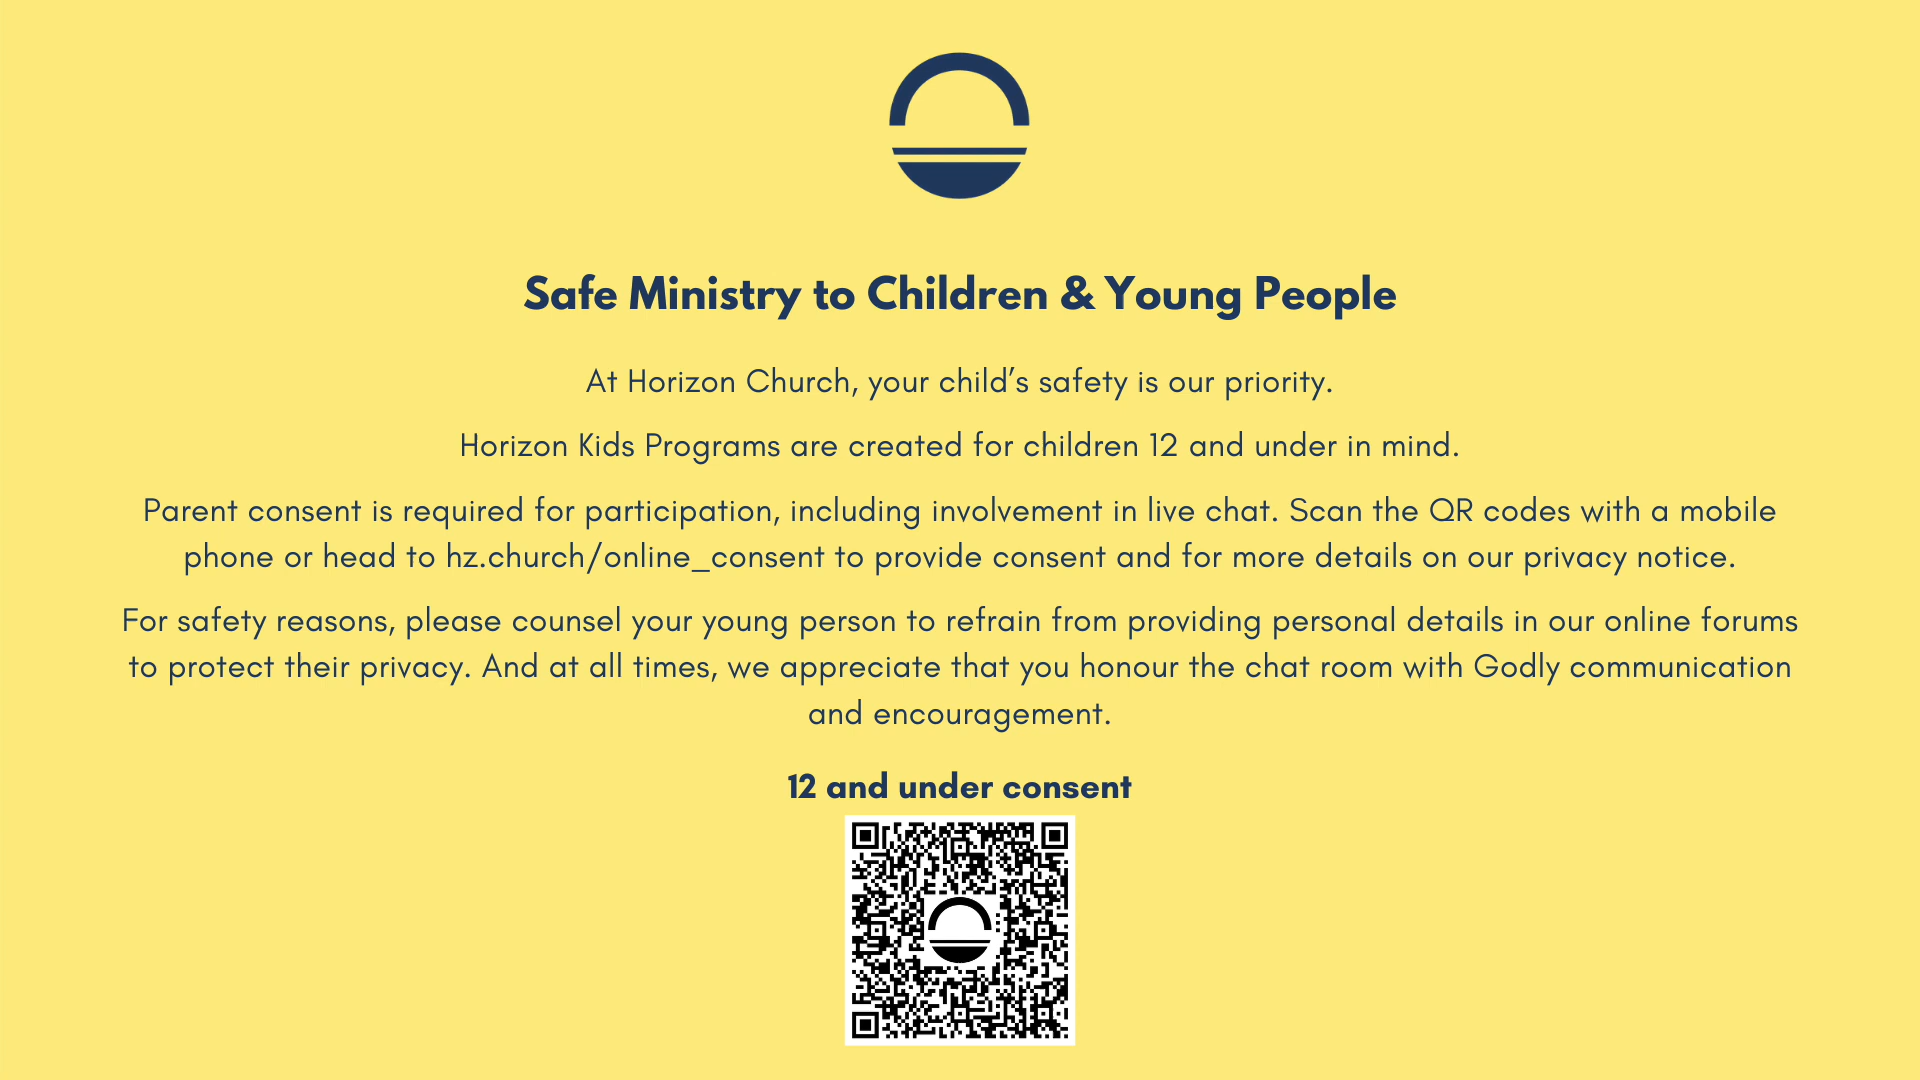 Safe Ministry to Children & Young People
At Horizon Church, your child’s safety is our priority.
Horizon Kids Programs are created for children 12 and under in mind.
Parent consent is required for participation, including involvement in live chat. Scan the QR codes with a mobile
phone or head to hz.church/online_consent to provide consent and for more details on our privacy notice.
For safety reasons, please counsel your young person to refrain from providing personal details in our online forums
to protect their privacy. And at all times, we appreciate that you honour the chat room with Godly communication
and encouragement.
12 and under consent